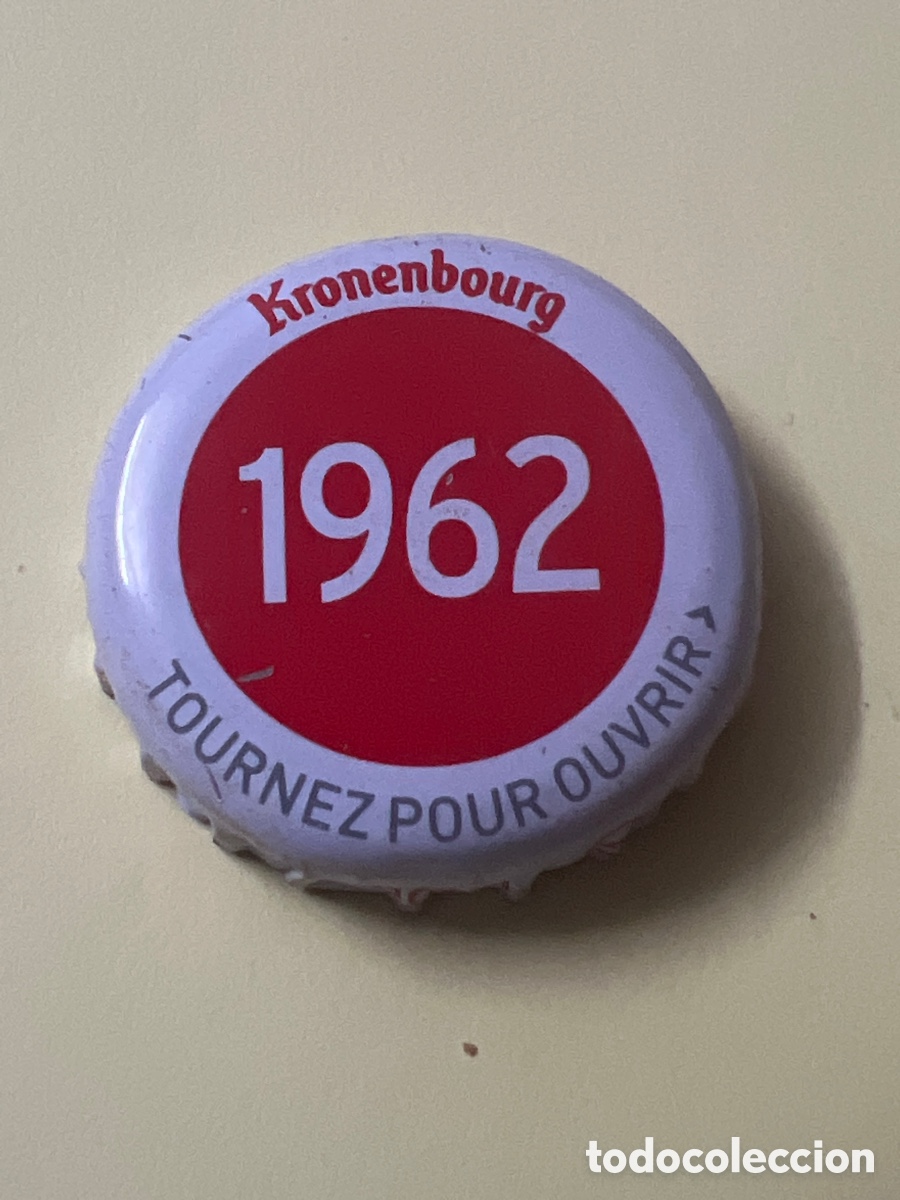 Kronenbourg
1962
TOURNEZ POUR OUVRIR >
todocoleccion